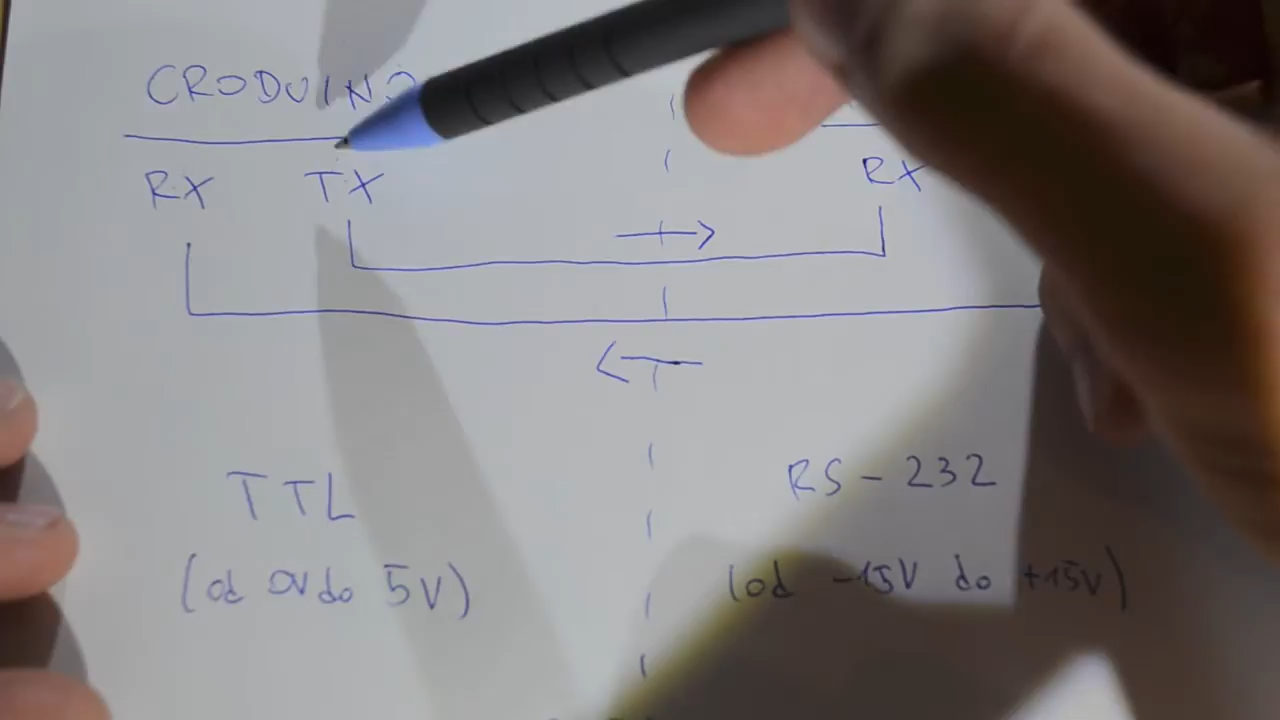 CRODUINO
RX TX RX
TTL RS-232
(od 0V do 5V) (od -15V do +15V)